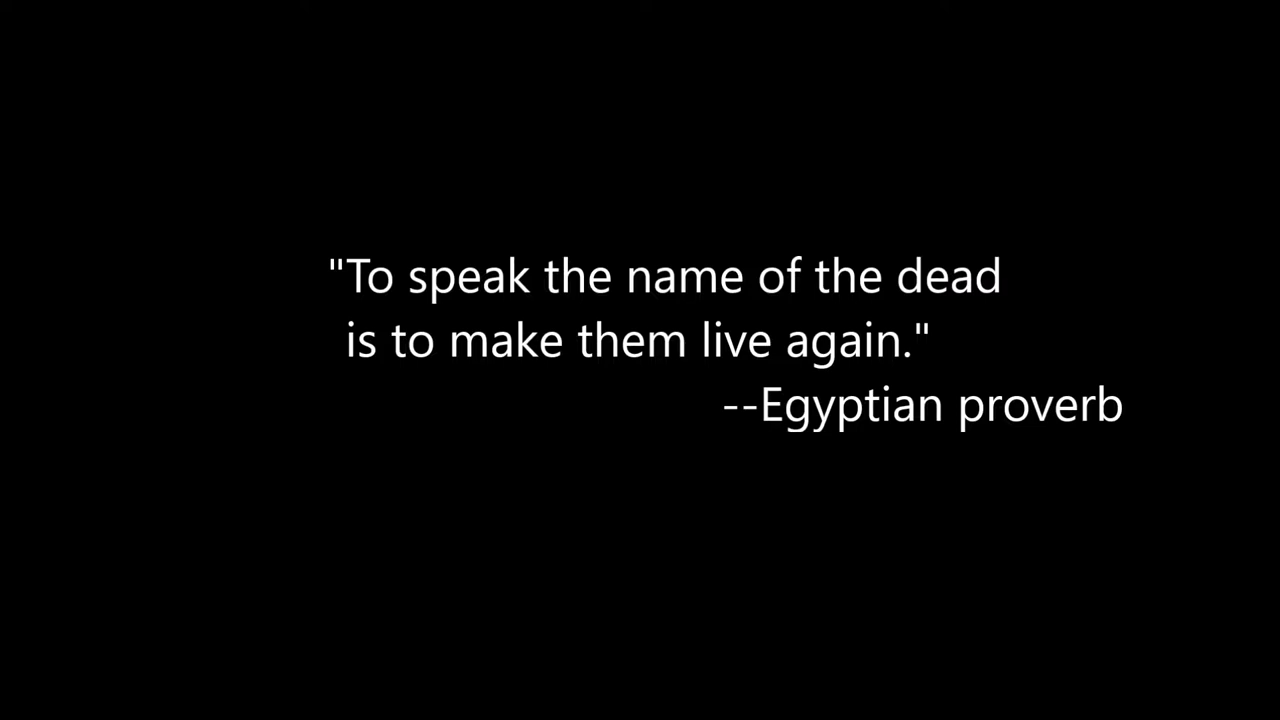 "To speak the name of the dead
is to make them live again."
--Egyptian proverb